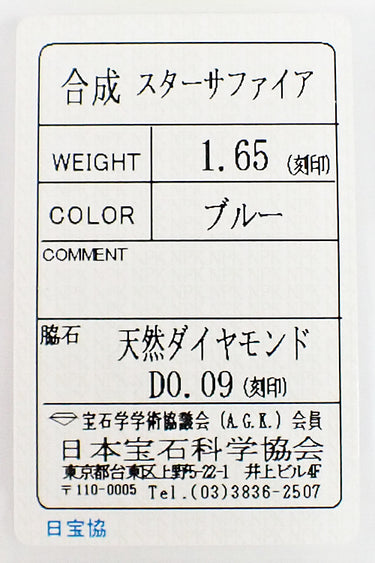 合成 スターサファイア
WEIGHT 1.65 (刻印)
COLOR ブルー
COMMENT
脇石 天然ダイヤモンド
D0.09 (刻印)
宝石学学術協議会 (A.G.K.) 会員
日本宝石科学協会
東京都台東区上野5-22-1 井上ビル4F
〒110-0005 Tel.(03)3836-2507
日宝協